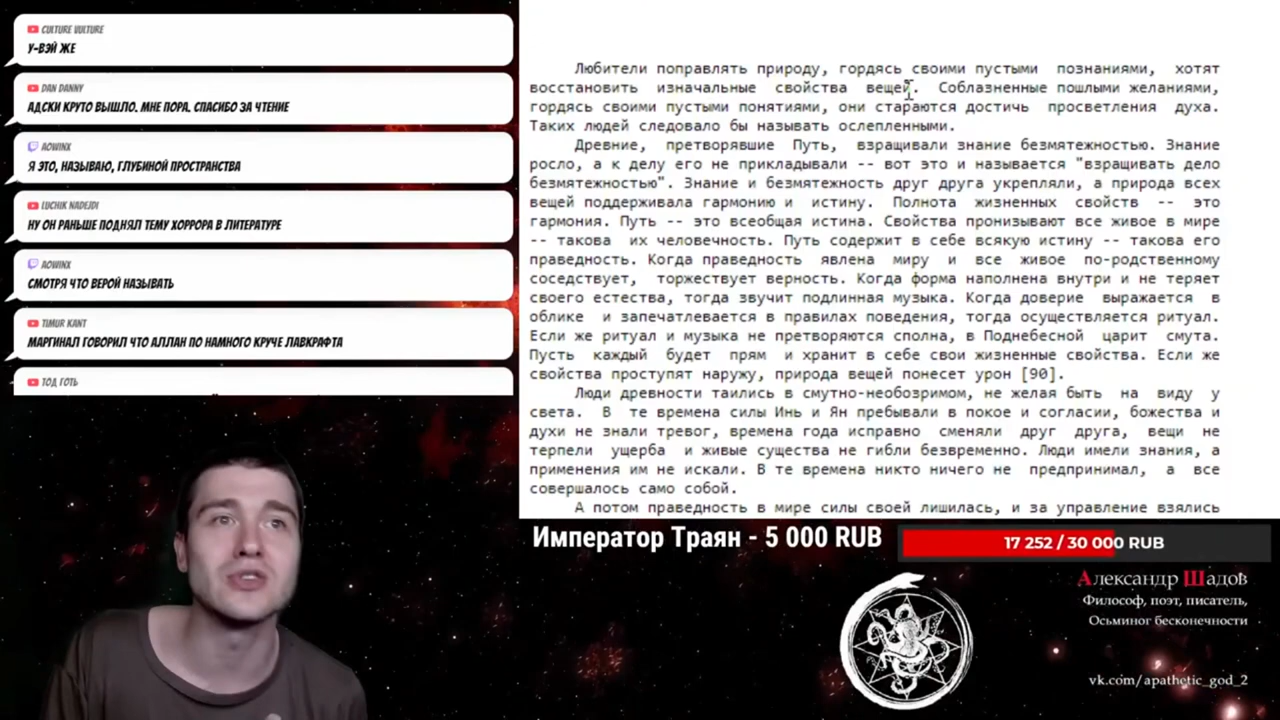 CULTURE VULTURE
У-ВЭЙ ЖЕ
DAN DANNY
АДСКИ КРУТО ВЫШЛО. МНЕ ПОРА. СПАСИБО ЗА ЧТЕНИЕ
AOWINX
Я ЭТО, НАЗЫВАЮ, ГЛУБИНОЙ ПРОСТРАНСТВА
LUCHIK NADEJDI
НУ ОН РАНЬШЕ ПОДНЯЛ ТЕМУ ХОРРОРА В ЛИТЕРАТУРЕ
AOWINX
СМОТРЯ ЧТО ВЕРОЙ НАЗЫВАТЬ
TIMUR KANT
МАРГИНАЛ ГОВОРИЛ ЧТО АЛЛАН ПО НАМНОГО КРУЧЕ ЛАВКРАФТА
ТОД ГОТЬ
Любители поправлять природу, гордясь своими пустыми познаниями, хотят
восстановить изначальные свойства вещей. Соблазненные пошлыми желаниями,
гордясь своими пустыми понятиями, они стараются достичь просветления духа.
Таких людей следовало бы называть ослепленными.
Древние, претворявшие Путь, взращивали знание безмятежностью. Знание
росло, а к делу его не прикладывали -- вот это и называется "взращивать дело
безмятежностью". Знание и безмятежность друг друга укрепляли, а природа всех
вещей поддерживала гармонию и истину. Полнота жизненных свойств -- это
гармония. Путь -- это всеобщая истина. Свойства пронизывают все живое в мире
-- такова их человечность. Путь содержит в себе всякую истину -- такова его
праведность. Когда праведность явлена миру и все живое по-родственному
соседствует, торжествует верность. Когда форма наполнена внутри и не теряет
своего естества, тогда звучит подлинная музыка. Когда доверие выражается в
облике и запечатлевается в правилах поведения, тогда осуществляется ритуал.
Если же ритуал и музыка не претворяются сполна, в Поднебесной царит смута.
Пусть каждый будет прям и хранит в себе свои жизненные свойства. Если же
свойства проступят наружу, природа вещей понесет урон [90].
Люди древности таились в смутно-необозримом, не желая быть на виду у
света. В те времена силы Инь и Ян пребывали в покое и согласии, божества и
духи не знали тревог, времена года исправно сменяли друг друга, вещи не
терпели ущерба и живые существа не гибли безвременно. Люди имели знания, а
применения им не искали. В те времена никто ничего не предпринимал, а все
совершалось само собой.
А потом праведность в мире силы своей лишилась, и за управление взялись
Император Траян - 5 000 RUB
17 252 / 30 000 RUB
Александр Шадов
Философ, поэт, писатель,
Осьминог бесконечности
vk.com/apathetic_god_2